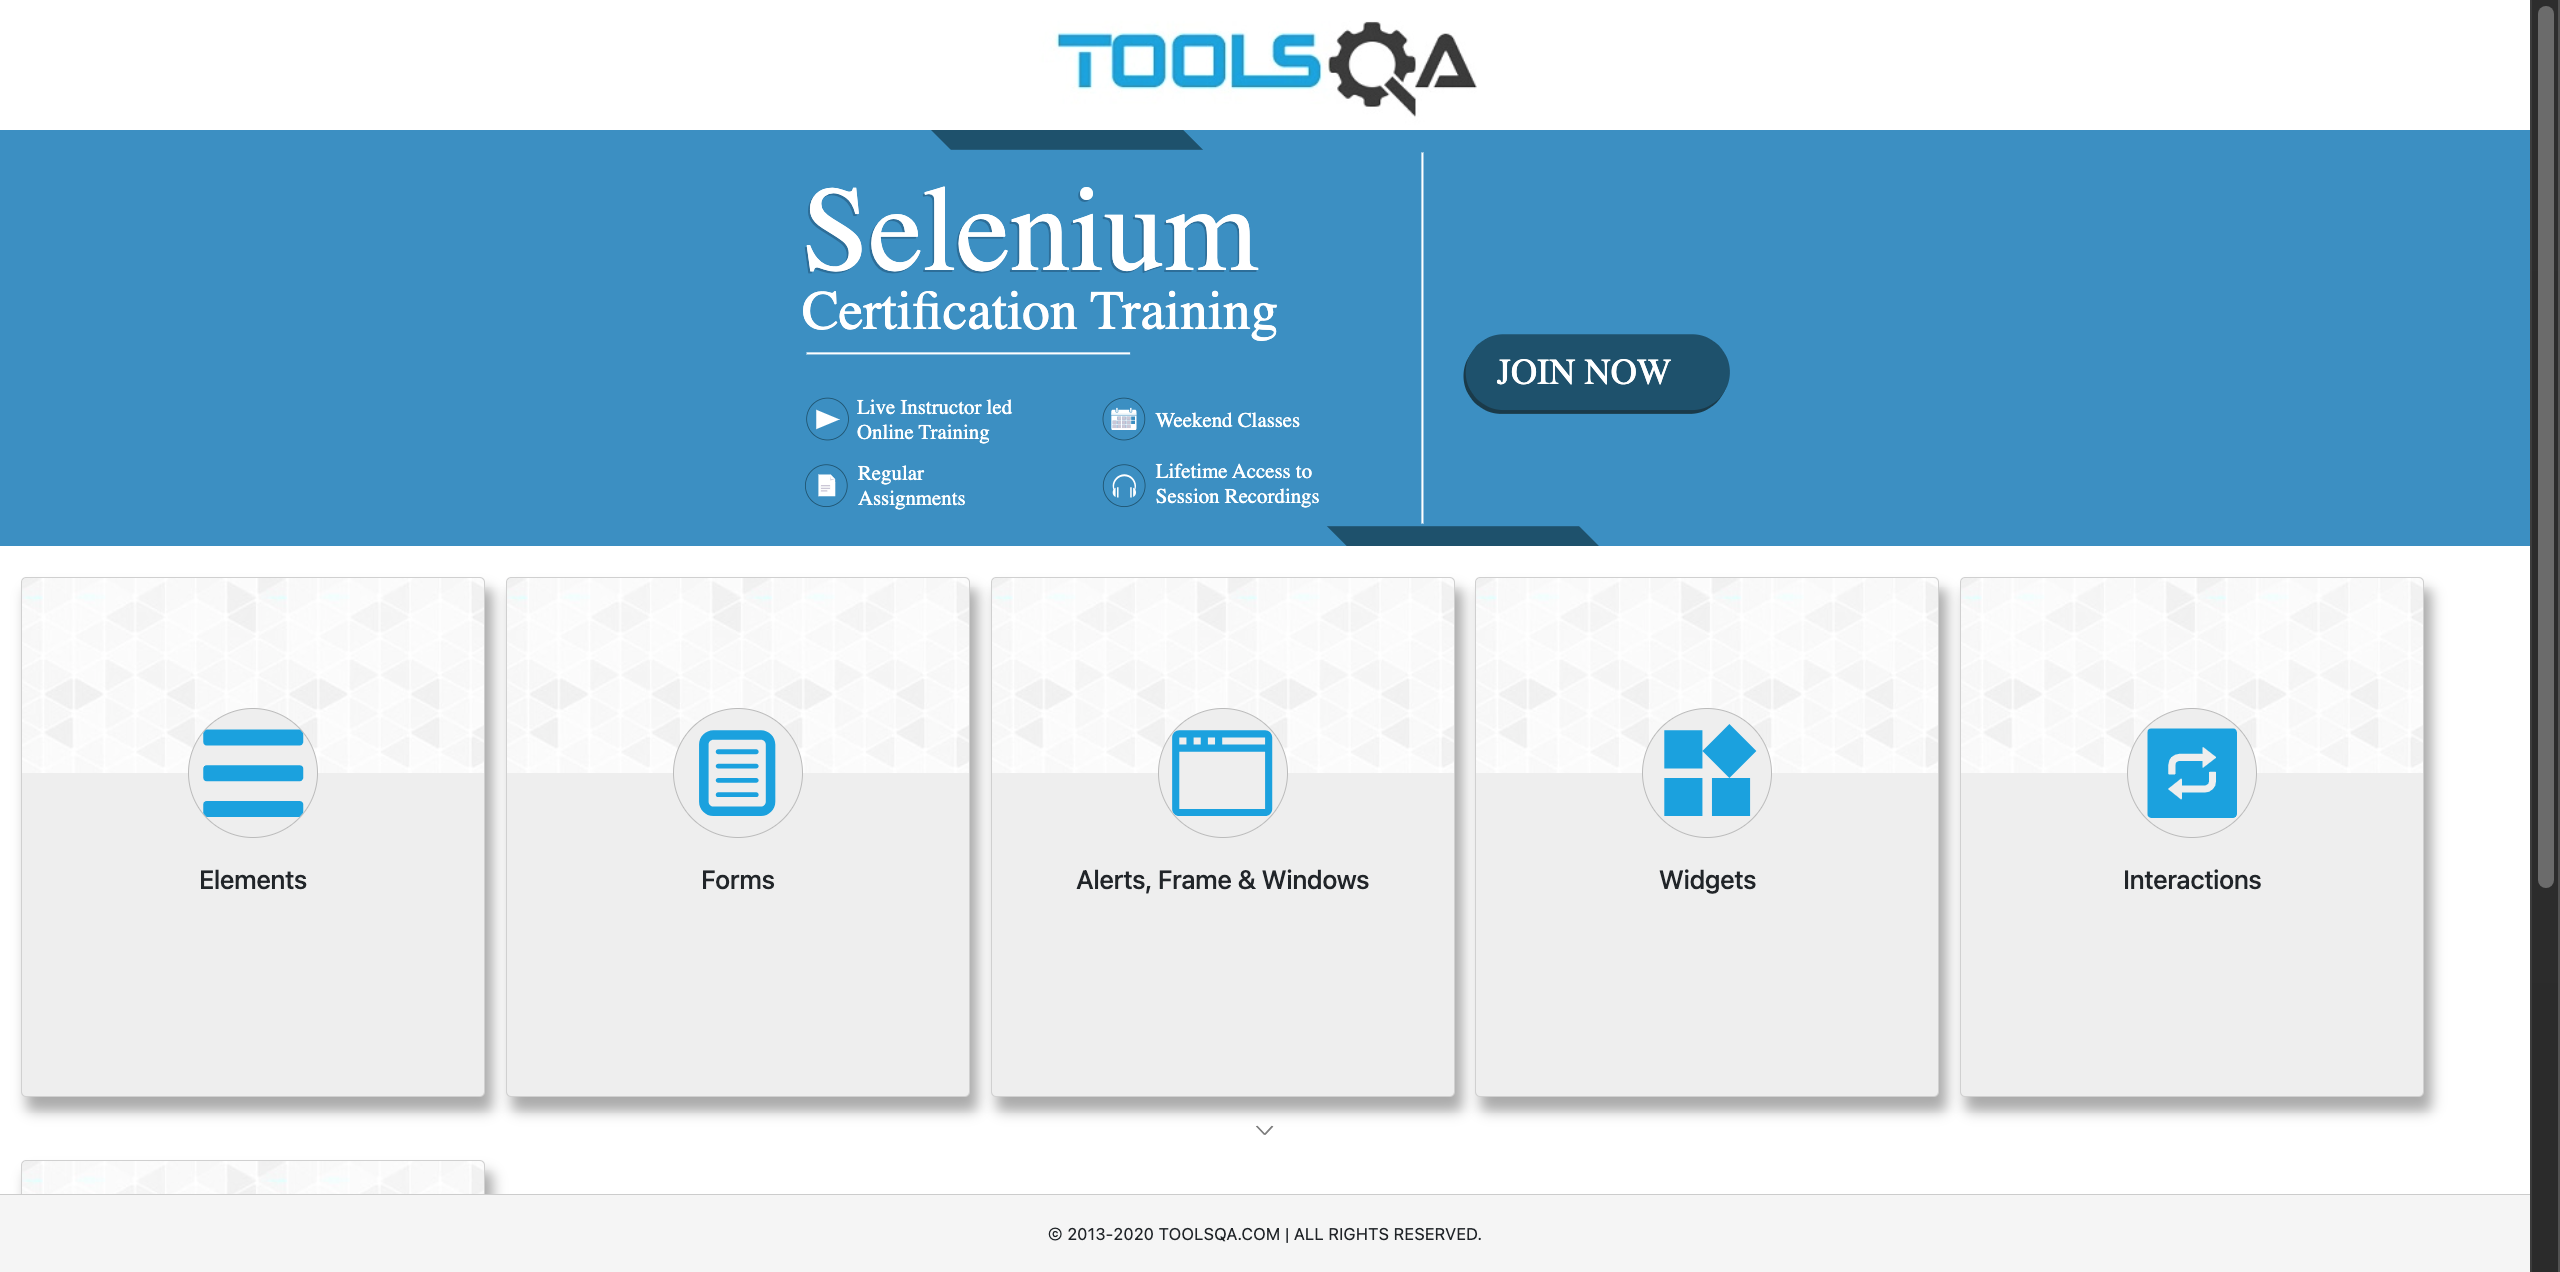 TOOLSQA
Selenium
Certification Training
JOIN NOW
Live Instructor led
Online Training
Weekend Classes
Regular
Assignments
Lifetime Access to
Session Recordings
Elements
Forms
Alerts, Frame & Windows
Widgets
Interactions
© 2013-2020 TOOLSQA.COM | ALL RIGHTS RESERVED.